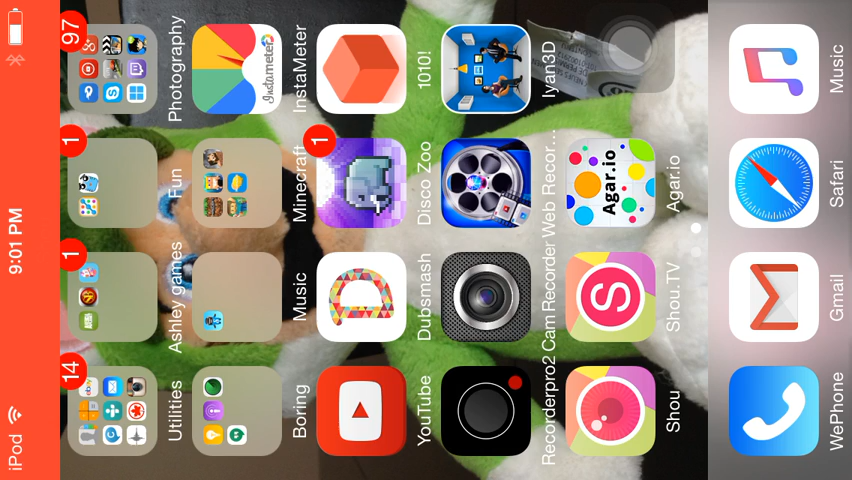 iPod 9:01 PM
14 1 1 97
Utilities Ashley games Fun Photography
Instameter
Boring Music Minecraft InstaMeter
1
YouTube Dubsmash Disco Zoo 1010!
Recorderpro2 Cam Recorder Web Recor... Iyan3D
Agar.io
Shou Shou.TV Agar.io
WePhone Gmail Safari Music